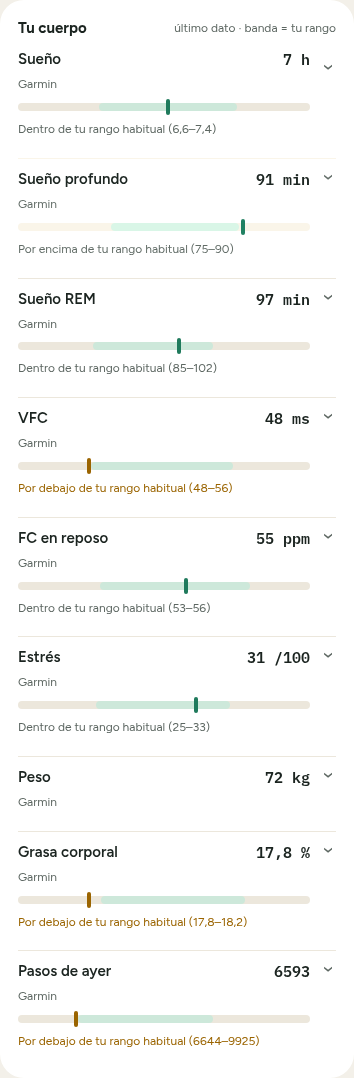 Tu cuerpo último dato · banda = tu rango
Sueño 7 h
Garmin
Dentro de tu rango habitual (6,6–7,4)
Sueño profundo 91 min
Garmin
Por encima de tu rango habitual (75–90)
Sueño REM 97 min
Garmin
Dentro de tu rango habitual (85–102)
VFC 48 ms
Garmin
Por debajo de tu rango habitual (48–56)
FC en reposo 55 ppm
Garmin
Dentro de tu rango habitual (53–56)
Estrés 31 /100
Garmin
Dentro de tu rango habitual (25–33)
Peso 72 kg
Garmin
Grasa corporal 17,8 %
Garmin
Por debajo de tu rango habitual (17,8–18,2)
Pasos de ayer 6593
Garmin
Por debajo de tu rango habitual (6644–9925)